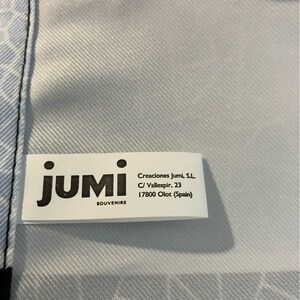 JUMI
SOUVENIRS
Creaciones Jumi, S.L.
C/ Vallespir, 23
17800 Olot (Spain)